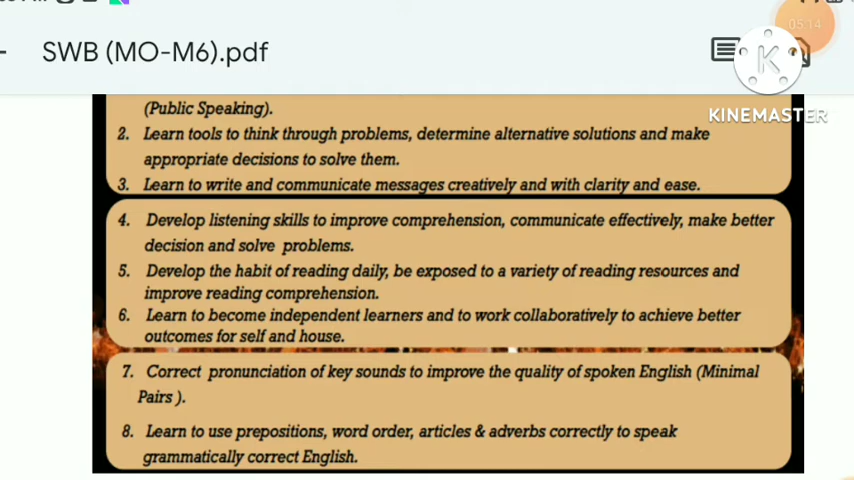 05:14
SWB (MO-M6).pdf
KINEMASTER
(Public Speaking).
2. Learn tools to think through problems, determine alternative solutions and make
appropriate decisions to solve them.
3. Learn to write and communicate messages creatively and with clarity and ease.
4. Develop listening skills to improve comprehension, communicate effectively, make better
decision and solve problems.
5. Develop the habit of reading daily, be exposed to a variety of reading resources and
improve reading comprehension.
6. Learn to become independent learners and to work collaboratively to achieve better
outcomes for self and house.
7. Correct pronunciation of key sounds to improve the quality of spoken English (Minimal
Pairs ).
8. Learn to use prepositions, word order, articles & adverbs correctly to speak
grammatically correct English.